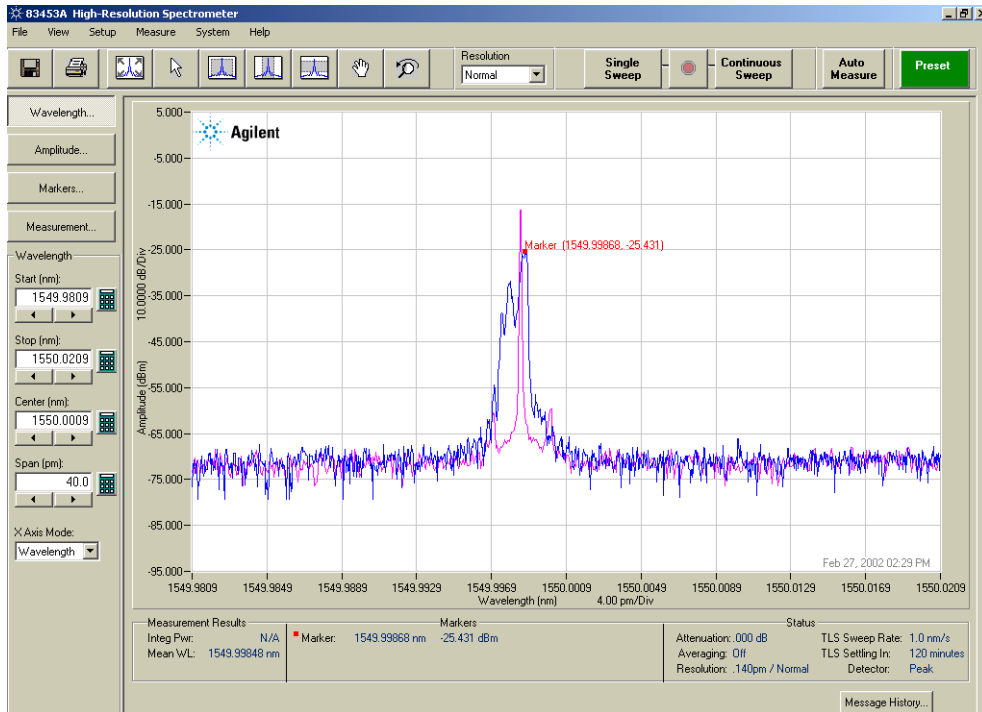 83453A High-Resolution Spectrometer
File View Setup Measure System Help
Resolution
Normal
Single Sweep
Continuous Sweep
Auto Measure
Preset
Wavelength...
Amplitude...
Markers...
Measurement...
Wavelength
Start (nm):
1549.9809
Stop (nm):
1550.0209
Center (nm):
1550.0009
Span (pm):
40.0
X Axis Mode:
Wavelength
Agilent
5.000
-5.000
-15.000
-25.000
-35.000
-45.000
-55.000
-65.000
-75.000
-85.000
-95.000
Amplitude (dBm) 10.0000 dB/Div
Marker (1549.99868, -25.431)
Feb 27, 2002 02:29 PM
1549.9809 1549.9849 1549.9889 1549.9929 1549.9969 1550.0009 1550.0049 1550.0089 1550.0129 1550.0169 1550.0209
Wavelength (nm) 4.00 pm/Div
Measurement Results
Integ Pwr: N/A
Mean WL: 1549.99848 nm
Markers
Marker: 1549.99868 nm -25.431 dBm
Status
Attenuation: .000 dB TLS Sweep Rate: 1.0 nm/s
Averaging: Off TLS Settling In: 120 minutes
Resolution: .140pm / Normal Detector: Peak
Message History...